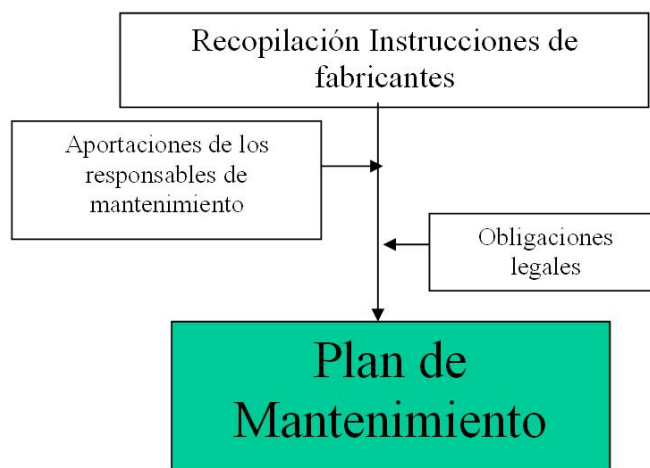 Recopilación Instrucciones de
fabricantes
Aportaciones de los
responsables de
mantenimiento
Obligaciones
legales
Plan de
Mantenimiento